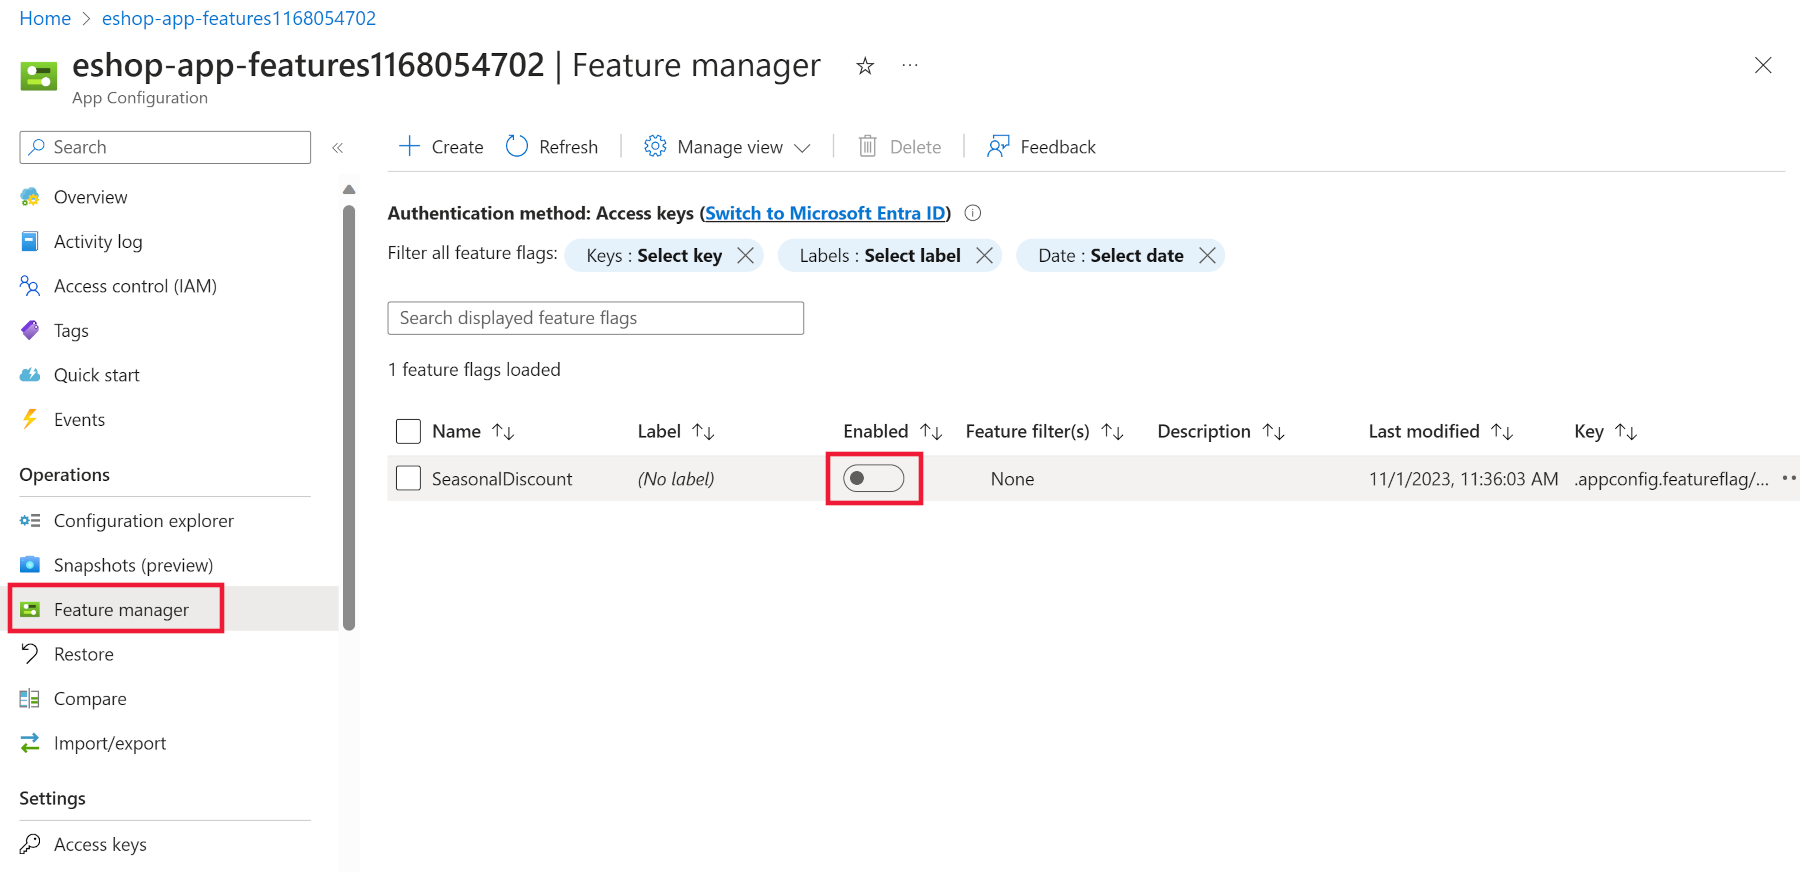 Home > eshop-app-features1168054702
eshop-app-features1168054702 | Feature manager ...
App Configuration
Search
«
Create
Refresh
Manage view
Delete
Feedback
Overview
Activity log
Access control (IAM)
Tags
Quick start
Events
Operations
Configuration explorer
Snapshots (preview)
Feature manager
Restore
Compare
Import/export
Settings
Access keys
Authentication method: Access keys (Switch to Microsoft Entra ID)
Filter all feature flags: Keys : Select key Labels : Select label Date : Select date
Search displayed feature flags
1 feature flags loaded
Name Label Enabled Feature filter(s) Description Last modified Key
SeasonalDiscount (No label) None 11/1/2023, 11:36:03 AM .appconfig.featureflag/...